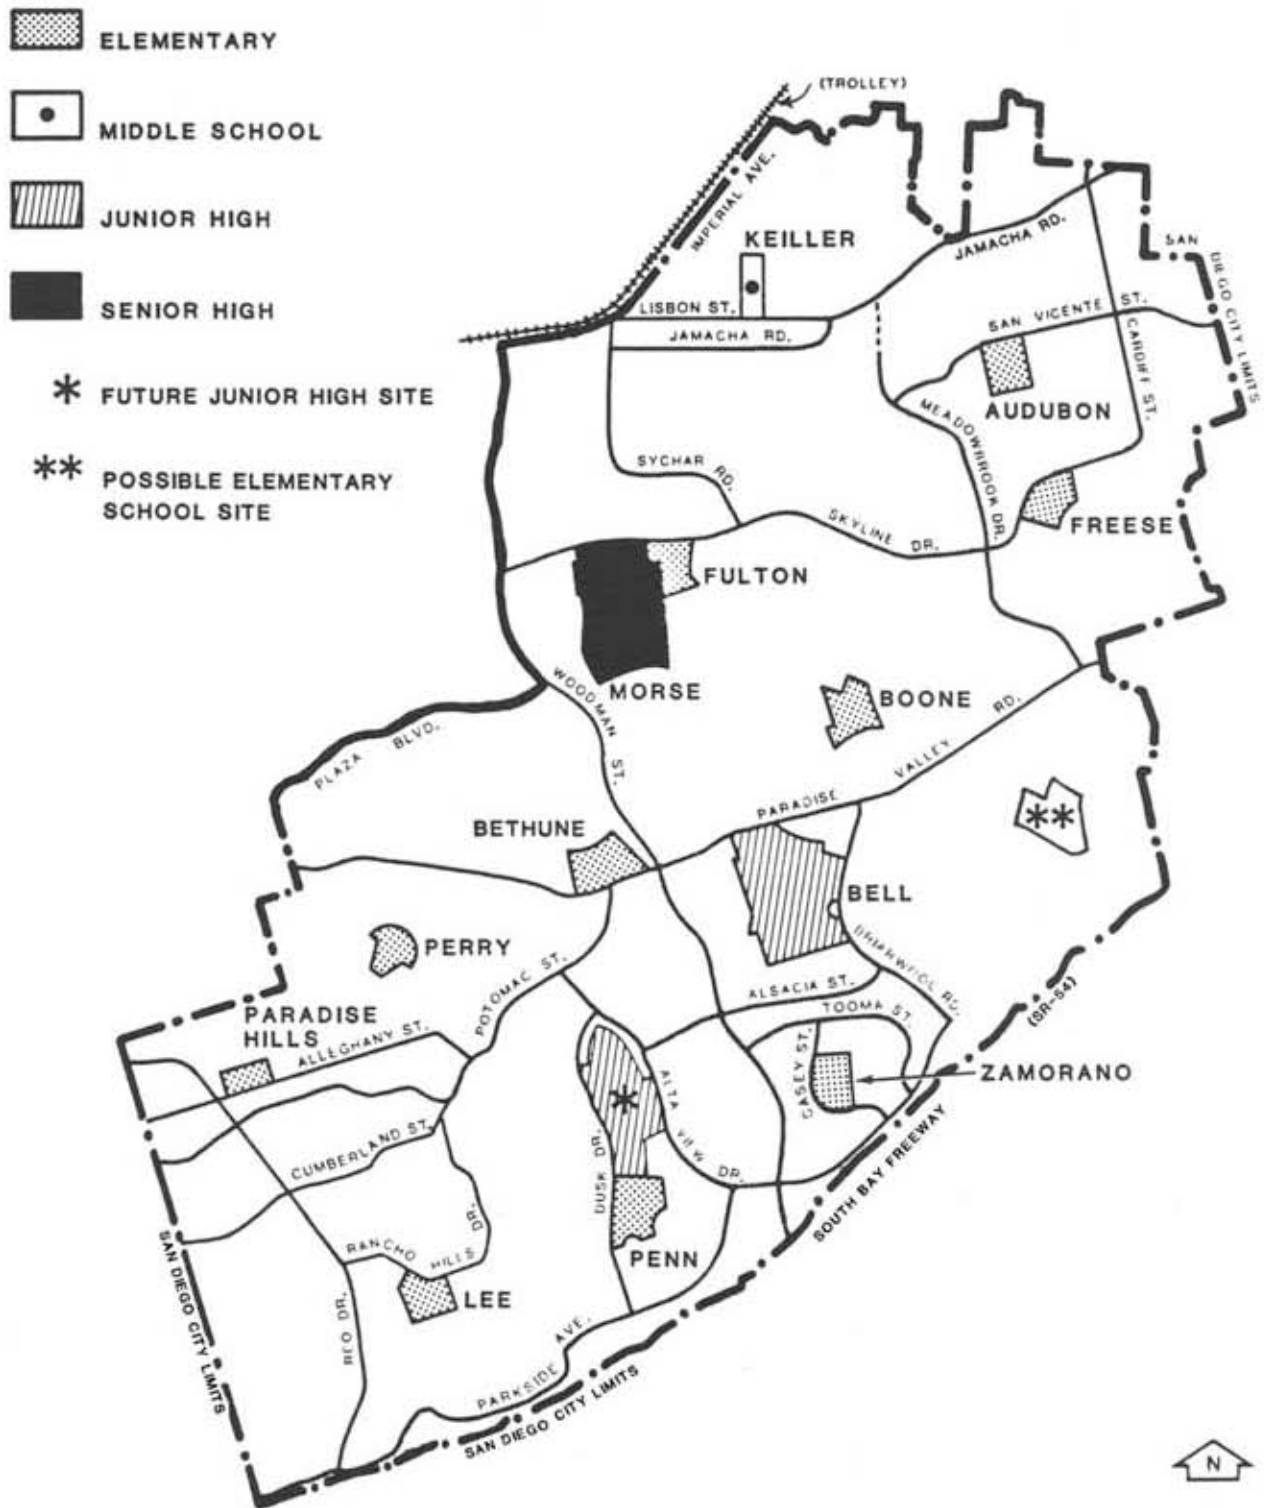 ELEMENTARY
MIDDLE SCHOOL
JUNIOR HIGH
SENIOR HIGH
* FUTURE JUNIOR HIGH SITE
** POSSIBLE ELEMENTARY
SCHOOL SITE
(TROLLEY)
IMPERIAL AVE.
KEILLER
JAMACHA RD.
SAN DIEGO CITY LIMITS
LISBON ST.
JAMACHA RD.
SAN VICENTE ST.
CARDIFF ST.
AUDUBON
MEADOWBROOK DR.
SYCHAR RD.
SKYLINE DR.
FREESE
FULTON
MORSE
WOODMAN ST.
BOONE
PLAZA BLVD.
PARADISE VALLEY RD.
**
BETHUNE
BELL
PERRY
POTOMAC ST.
BRIARWOOD RD.
ALSACIA ST.
TOOMA ST.
(SR-54)
PARADISE
HILLS
ALLEGHANY ST.
CASEY ST.
ZAMORANO
ALTA VIEW DR.
*
CUMBERLAND ST.
DUSK DR.
SOUTH BAY FREEWAY
RANCHO HILLS DR.
PENN
LEE
REO DR.
SAN DIEGO CITY LIMITS
PARKSIDE AVE.
SAN DIEGO CITY LIMITS
N